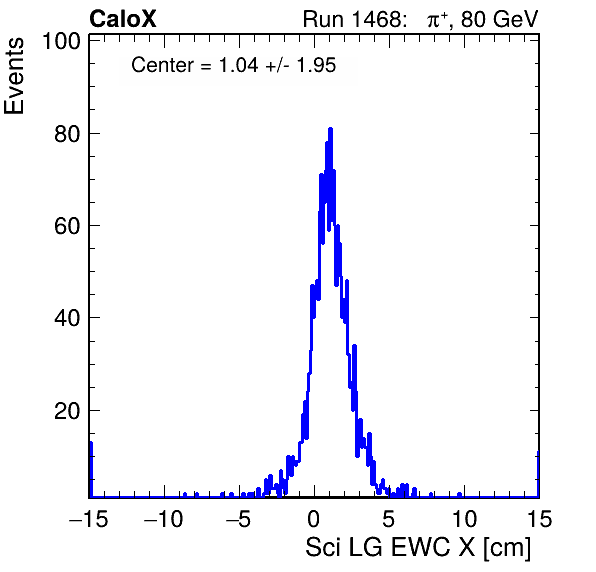 CaloX Run 1468: π⁺, 80 GeV
Events
Center = 1.04 +/- 1.95
100
80
60
40
20
−15 −10 −5 0 5 10 15
Sci LG EWC X [cm]